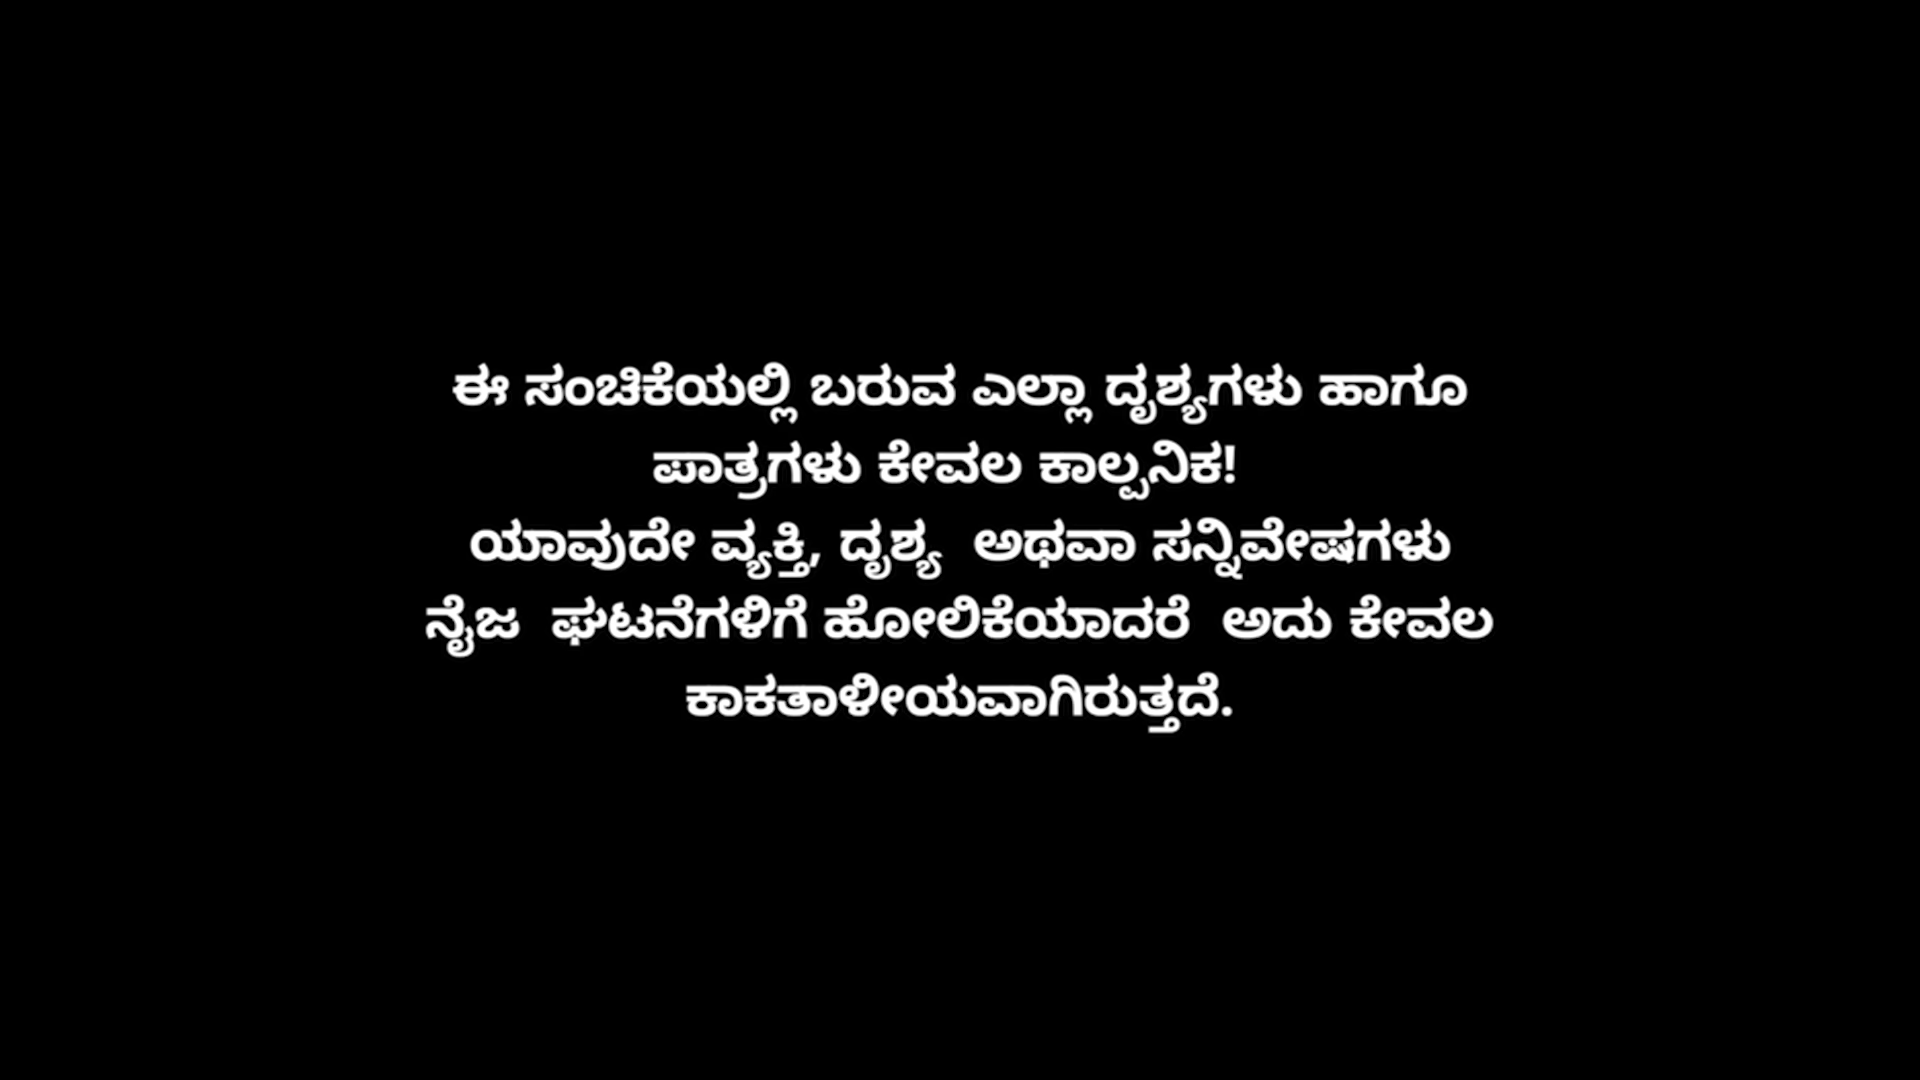 ಈ ಸಂಚಿಕೆಯಲ್ಲಿ ಬರುವ ಎಲ್ಲಾ ದೃಶ್ಯಗಳು ಹಾಗೂ
ಪಾತ್ರಗಳು ಕೇವಲ ಕಾಲ್ಪನಿಕ!
ಯಾವುದೇ ವ್ಯಕ್ತಿ, ದೃಶ್ಯ ಅಥವಾ ಸನ್ನಿವೇಷಗಳು
ನೈಜ ಘಟನೆಗಳಿಗೆ ಹೋಲಿಕೆಯಾದರೆ ಅದು ಕೇವಲ
ಕಾಕತಾಳೀಯವಾಗಿರುತ್ತದೆ.